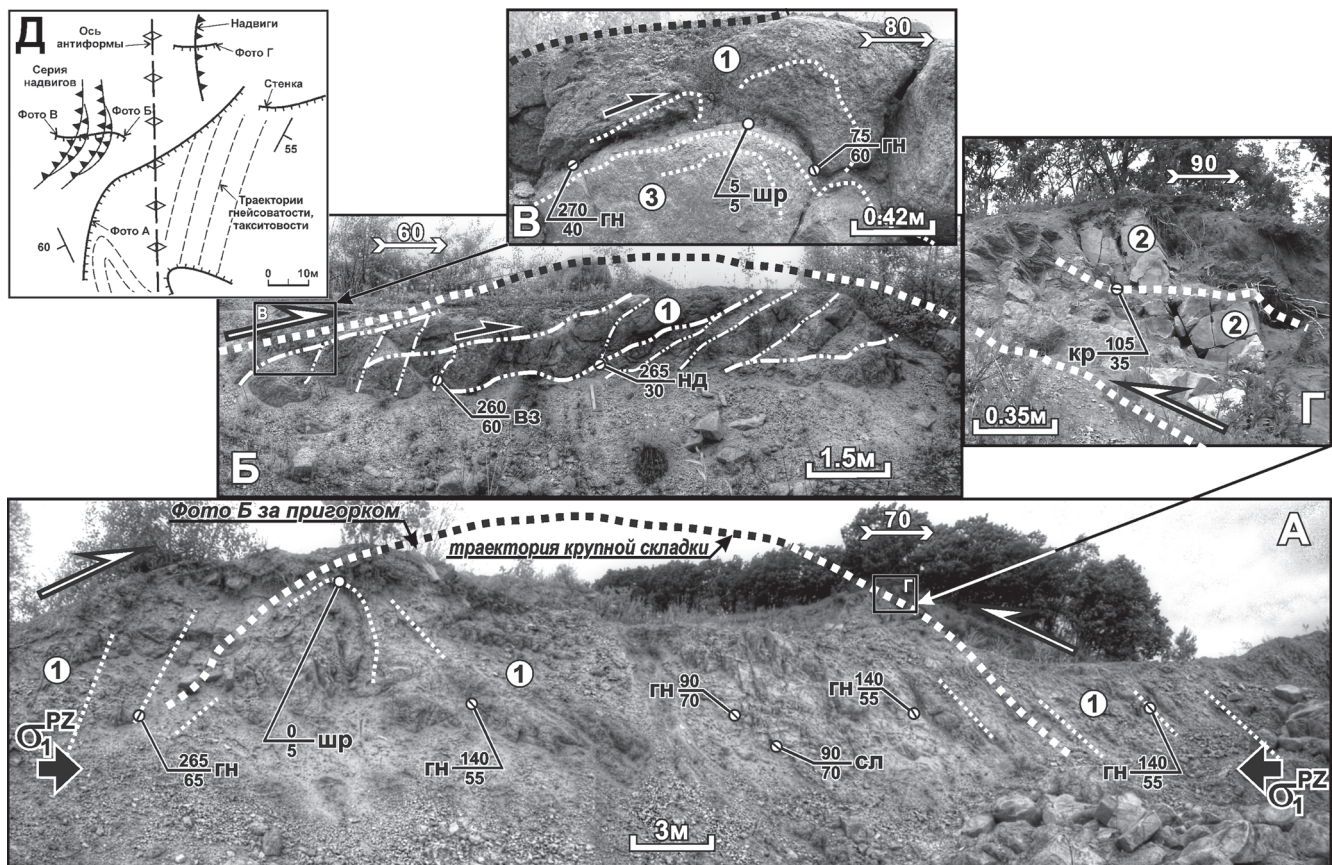 Д
Ось
антиформы
Надвиги
Фото Г
Серия
надвигов
Стенка
Фото В
Фото Б
55
Траектории
гнейсоватости,
такситовости
60
Фото А
0 10м
80
1
75
60 гн
3
5
5 шр
270
40 гн
В
0.42м
90
2
2
кр 105
35
0.35м
Г
60
В
1
265
30 нд
260
60 вз
Б
1.5м
Фото Б за пригорком
траектория крупной складки
70
А
Г
1
1
гн 90
70
гн 140
55
1
σ1 PZ
265
65 гн
0
5 шр
гн 140
55
90
70 сл
гн 140
55
σ1 PZ
3м